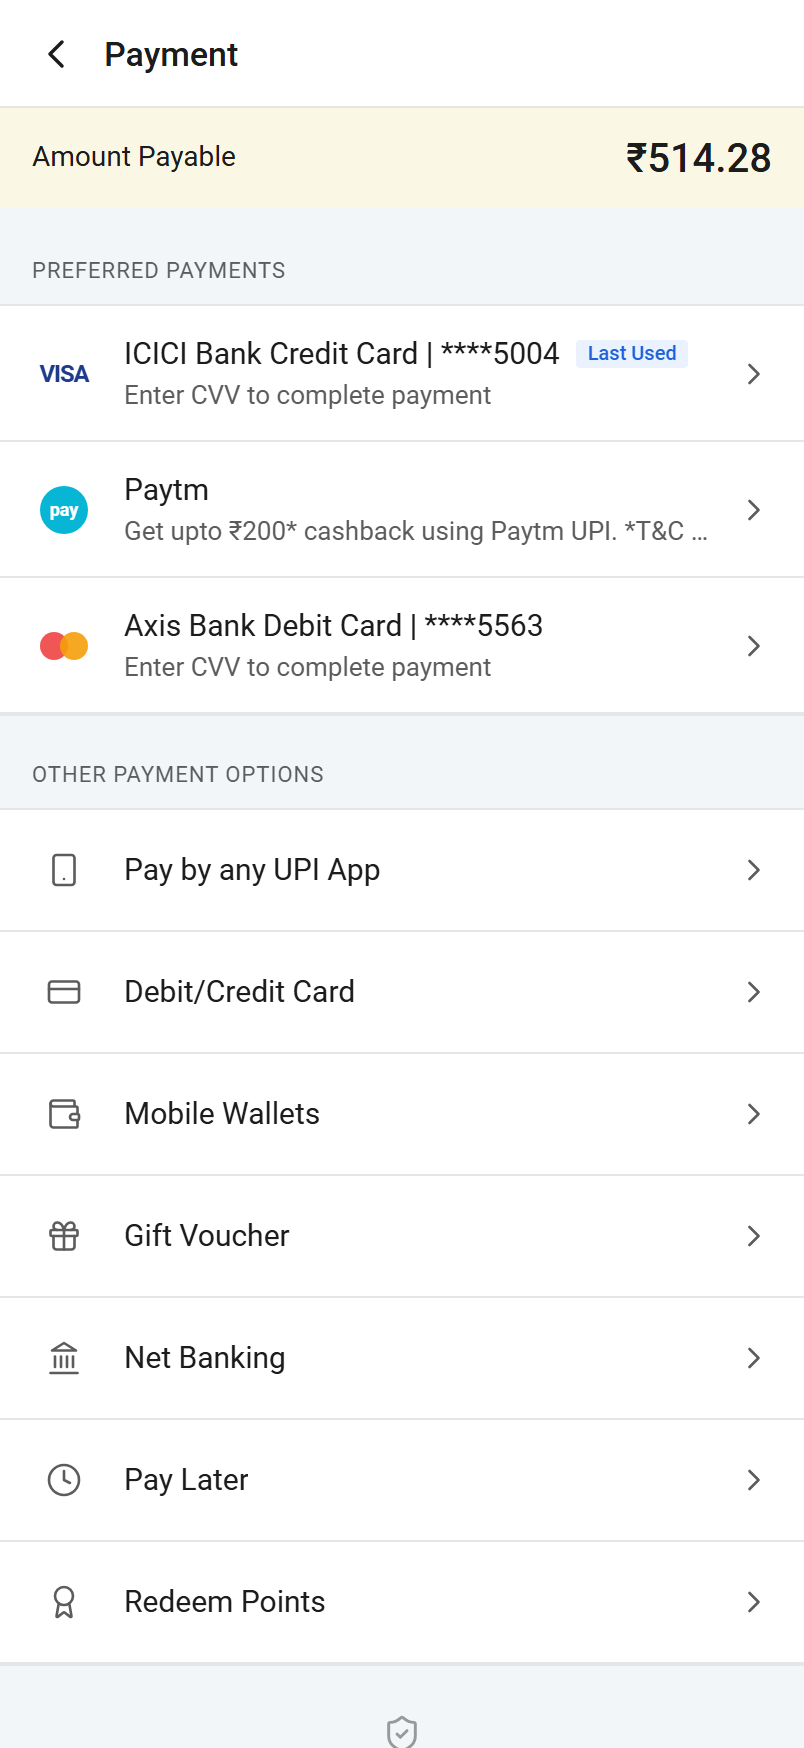 Payment
Amount Payable
₹514.28
PREFERRED PAYMENTS
VISA
ICICI Bank Credit Card | ****5004
Last Used
Enter CVV to complete payment
pay
Paytm
Get upto ₹200* cashback using Paytm UPI. *T&C ...
Axis Bank Debit Card | ****5563
Enter CVV to complete payment
OTHER PAYMENT OPTIONS
Pay by any UPI App
Debit/Credit Card
Mobile Wallets
Gift Voucher
Net Banking
Pay Later
Redeem Points